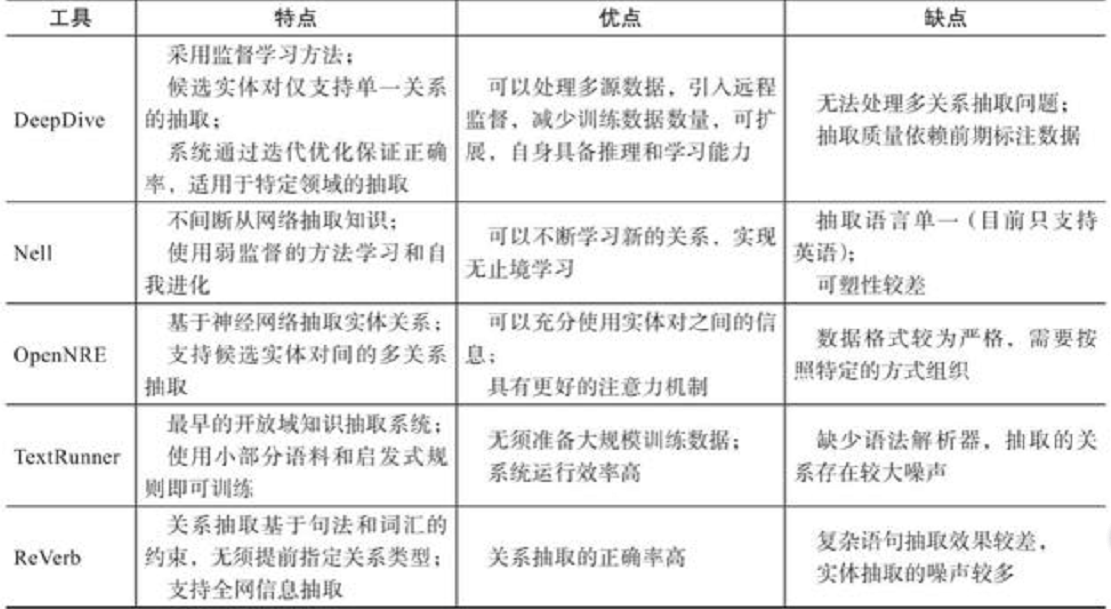 工具 特点 优点 缺点
DeepDive
采用监督学习方法;
候选实体对仅支持单一关系
的抽取;
系统通过迭代优化保证正确
率,适用于特定领域的抽取
可以处理多源数据,引入远程
监督,减少训练数据数量,可扩
展,自身具备推理和学习能力
无法处理多关系抽取问题;
抽取质量依赖前期标注数据
Nell
不间断从网络抽取知识;
使用弱监督的方法学习和自
我进化
可以不断学习新的关系,实现
无止境学习
抽取语言单一(目前只支持
英语);
可塑性较差
OpenNRE
基于神经网络抽取实体关系;
支持候选实体对间的多关系
抽取
可以充分使用实体对之间的信
息;
具有更好的注意力机制
数据格式较为严格,需要按
照特定的方式组织
TextRunner
最早的开放域知识抽取系统;
使用小部分语料和启发式规
则即可训练
无须准备大规模训练数据;
系统运行效率高
缺少语法解析器,抽取的关
系存在较大噪声
ReVerb
关系抽取基于句法和词汇的
约束,无须提前指定关系类型;
支持全网信息抽取
关系抽取的正确率高
复杂语句抽取效果较差,
实体抽取的噪声较多